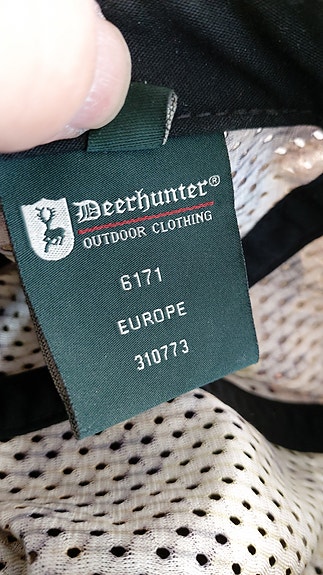 Deerhunter®
OUTDOOR CLOTHING
6171
EUROPE
310773